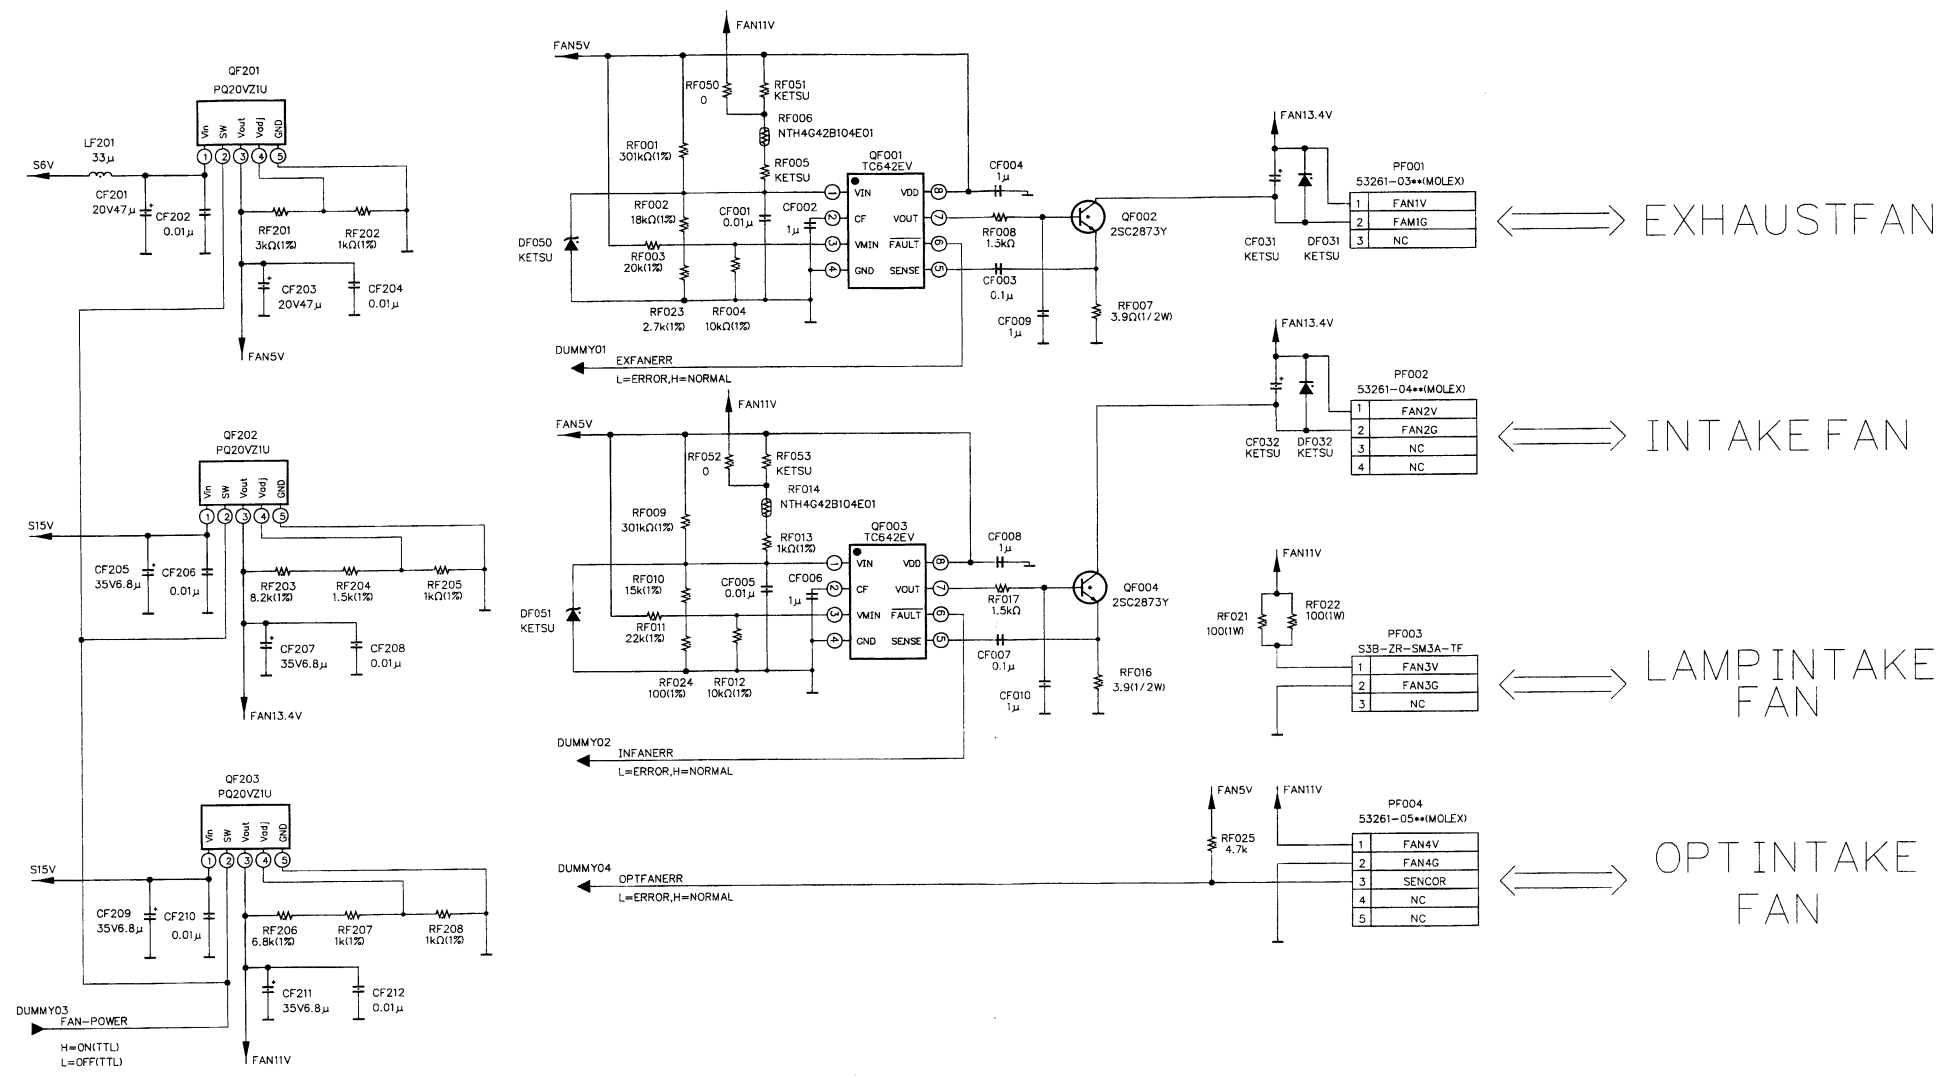 QF201
PQ20VZ1U
Vin
SW
Vout
Vadj
GND
1
2
3
4
5
LF201
33μ
S6V
CF201
20V47μ
CF202
0.01μ
RF201
3kΩ(1%)
RF202
1kΩ(1%)
CF203
20V47μ
CF204
0.01μ
FAN5V
QF202
PQ20VZ1U
Vin
SW
Vout
Vadj
GND
1
2
3
4
5
S15V
CF205
35V6.8μ
CF206
0.01μ
RF203
8.2k(1%)
RF204
1.5k(1%)
RF205
1kΩ(1%)
CF207
35V6.8μ
CF208
0.01μ
FAN13.4V
QF203
PQ20VZ1U
Vin
SW
Vout
Vadj
GND
1
2
3
4
5
S15V
CF209
35V6.8μ
CF210
0.01μ
RF206
6.8k(1%)
RF207
1k(1%)
RF208
1kΩ(1%)
CF211
35V6.8μ
CF212
0.01μ
DUMMY03
FAN-POWER
H=ON(TTL)
L=OFF(TTL)
FAN11V
FAN11V
FAN5V
RF050
0
RF051
KETSU
RF006
NTH4G42B104E01
RF001
301kΩ(1%)
RF005
KETSU
QF001
TC642EV
RF002
18kΩ(1%)
CF001
0.01μ
CF002
1μ
DF050
KETSU
RF003
20k(1%)
RF023
2.7k(1%)
RF004
10kΩ(1%)
1
VIN
2
CF
3
VMIN
4
GND
VDD
8
VOUT
7
FAULT
6
SENSE
5
CF004
1μ
RF008
1.5kΩ
QF002
2SC2873Y
CF003
0.1μ
CF009
1μ
RF007
3.9Ω(1/2W)
DUMMY01
EXFANERR
L=ERROR,H=NORMAL
FAN13.4V
CF031
KETSU
DF031
KETSU
PF001
53261-03**(MOLEX)
1 FAN1V
2 FAM1G
3 NC
EXHAUSTFAN
FAN11V
FAN5V
RF052
0
RF053
KETSU
RF014
NTH4G42B104E01
RF009
301kΩ(1%)
RF013
1kΩ(1%)
QF003
TC642EV
RF010
15k(1%)
CF005
0.01μ
CF006
1μ
DF051
KETSU
RF011
22k(1%)
RF024
100(1%)
RF012
10kΩ(1%)
1
VIN
2
CF
3
VMIN
4
GND
VDD
8
VOUT
7
FAULT
6
SENSE
5
CF008
1μ
RF017
1.5kΩ
QF004
2SC2873Y
CF007
0.1μ
CF010
1μ
RF016
3.9(1/2W)
DUMMY02
INFANERR
L=ERROR,H=NORMAL
FAN13.4V
CF032
KETSU
DF032
KETSU
PF002
53261-04**(MOLEX)
1 FAN2V
2 FAN2G
3 NC
4 NC
INTAKE FAN
FAN11V
RF021
100(1W)
RF022
100(1W)
PF003
S3B-ZR-SM3A-TF
1 FAN3V
2 FAN3G
3 NC
LAMP INTAKE
FAN
FAN5V
FAN11V
RF025
4.7k
PF004
53261-05**(MOLEX)
1 FAN4V
2 FAN4G
3 SENCOR
4 NC
5 NC
DUMMY04
OPTFANERR
L=ERROR,H=NORMAL
OPT INTAKE
FAN